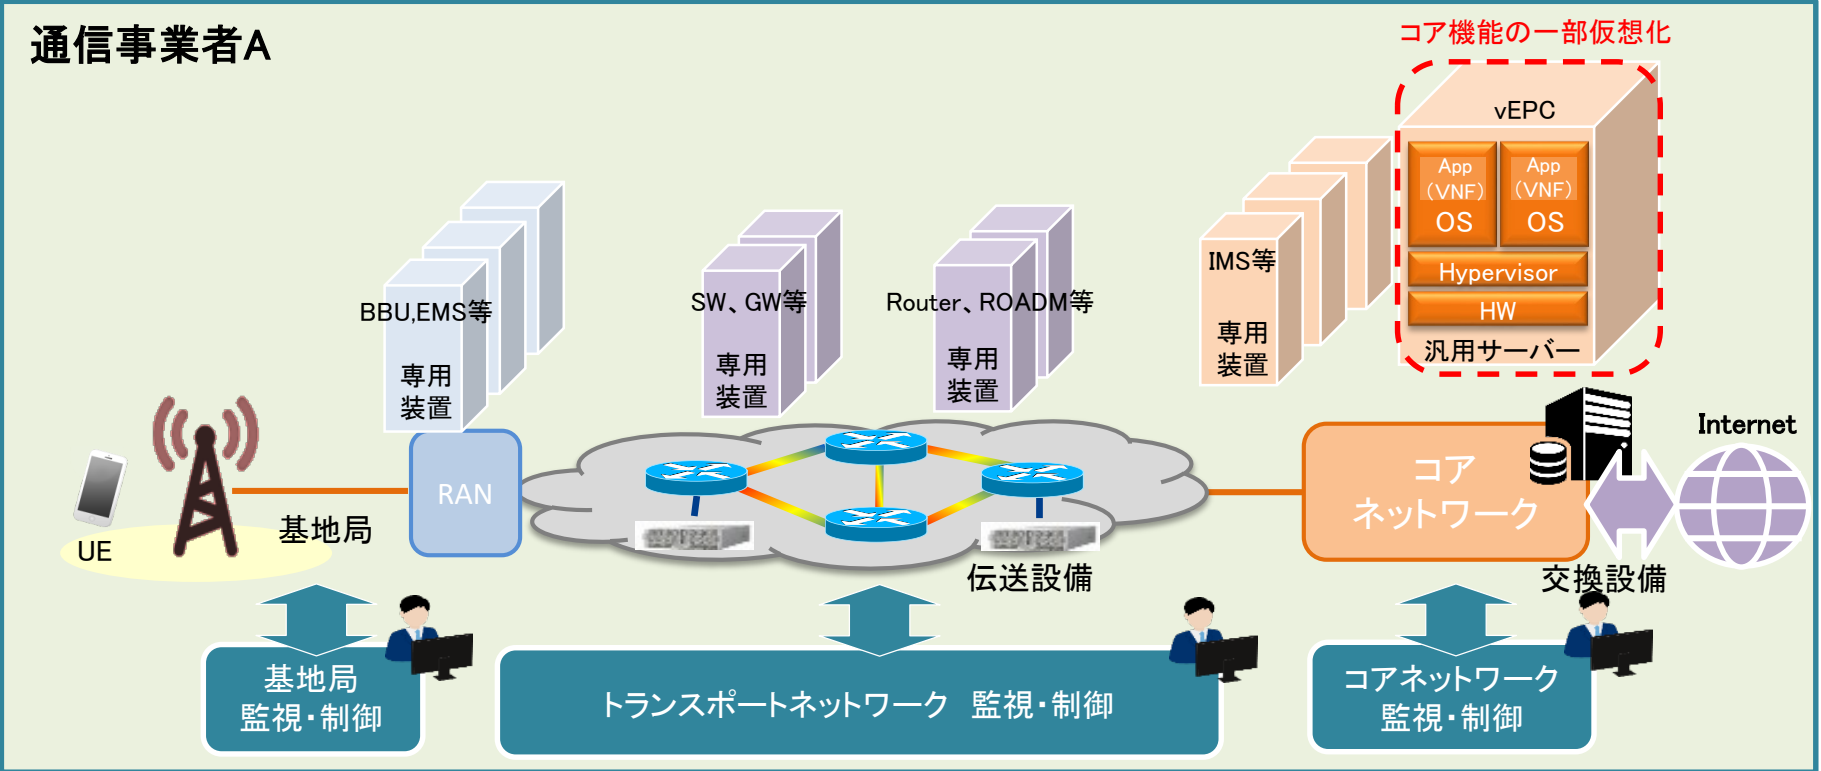 通信事業者A
コア機能の一部仮想化
vEPC
App
(VNF)
OS
App
(VNF)
OS
Hypervisor
HW
汎用サーバー
IMS等
専用
装置
BBU,EMS等
専用
装置
SW、GW等
専用
装置
Router、ROADM等
専用
装置
UE
基地局
RAN
伝送設備
コア
ネットワーク
交換設備
Internet
基地局
監視・制御
トランスポートネットワーク 監視・制御
コアネットワーク
監視・制御